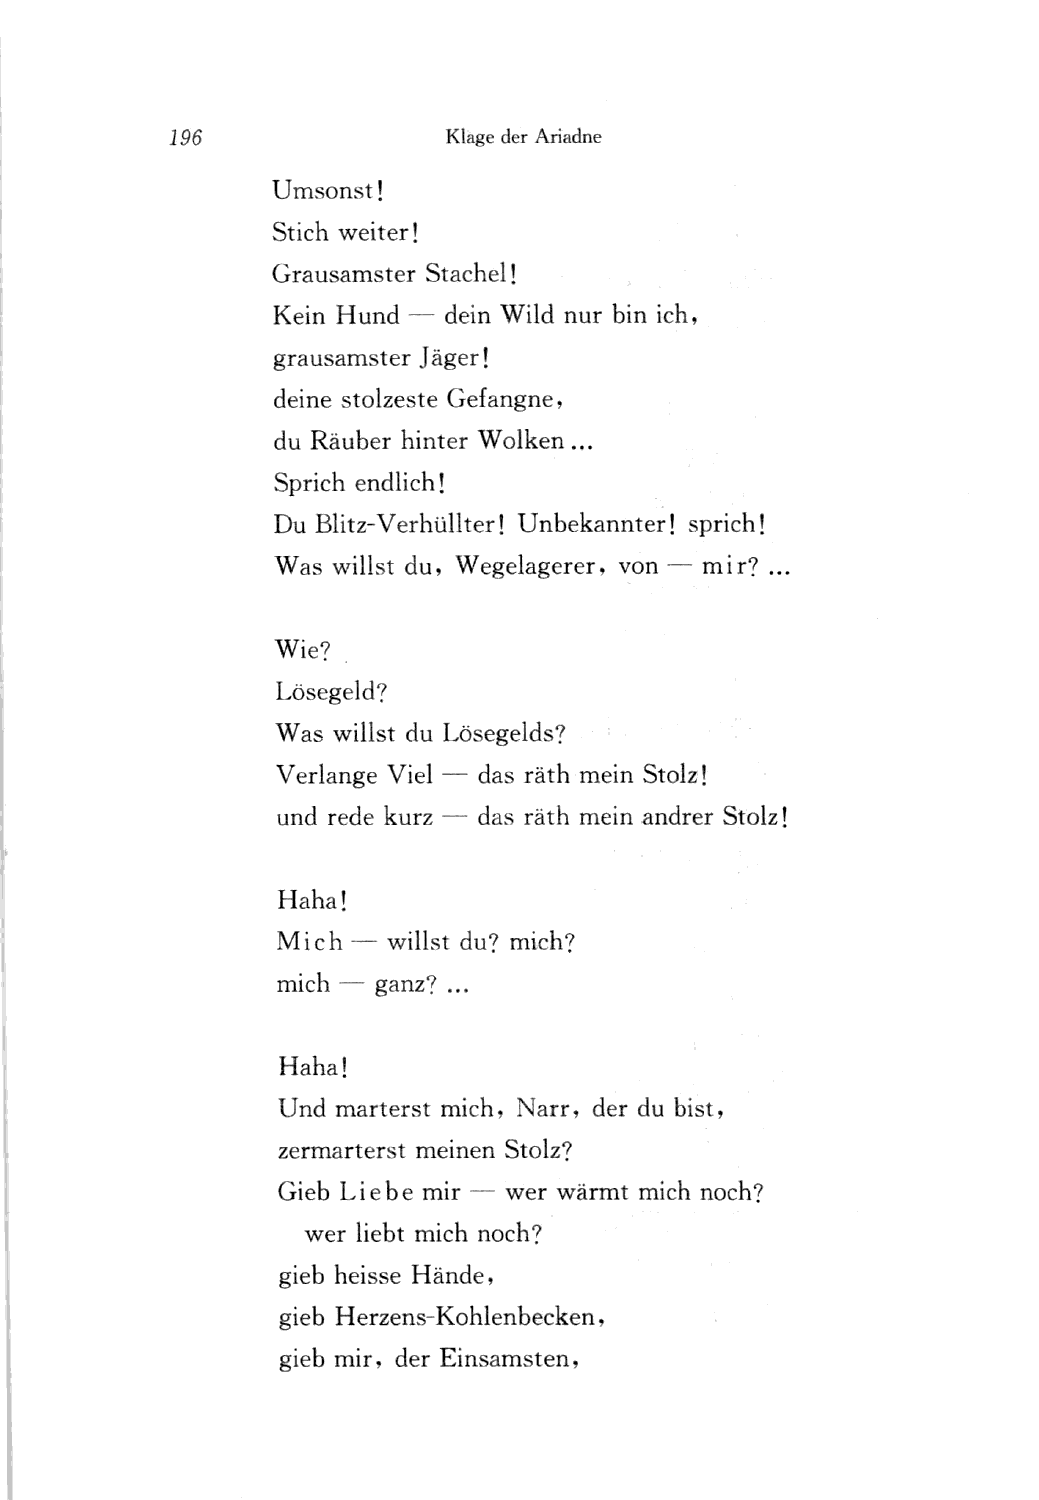 196
Klage der Ariadne
Umsonst!
Stich weiter!
Grausamster Stachel!
Kein Hund — dein Wild nur bin ich,
grausamster Jäger!
deine stolzeste Gefangne,
du Räuber hinter Wolken ...
Sprich endlich!
Du Blitz-Verhüllter! Unbekannter! sprich!
Was willst du, Wegelagerer, von — mir? ...
Wie?
Lösegeld?
Was willst du Lösegelds?
Verlange Viel — das räth mein Stolz!
und rede kurz — das räth mein andrer Stolz!
Haha!
Mich — willst du? mich?
mich — ganz? ...
Haha!
Und marterst mich, Narr, der du bist,
zermarterst meinen Stolz?
Gieb Liebe mir — wer wärmt mich noch?
wer liebt mich noch?
gieb heisse Hände,
gieb Herzens-Kohlenbecken,
gieb mir, der Einsamsten,